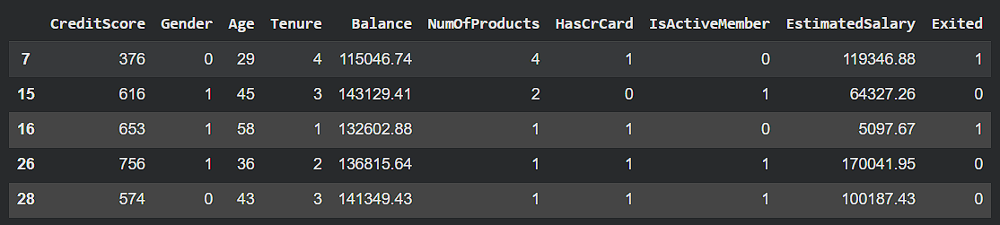 CreditScore Gender Age Tenure Balance NumOfProducts HasCrCard IsActiveMember EstimatedSalary Exited
7 376 0 29 4 115046.74 4 1 0 119346.88 1
15 616 1 45 3 143129.41 2 0 1 64327.26 0
16 653 1 58 1 132602.88 1 1 0 5097.67 1
26 756 1 36 2 136815.64 1 1 1 170041.95 0
28 574 0 43 3 141349.43 1 1 1 100187.43 0